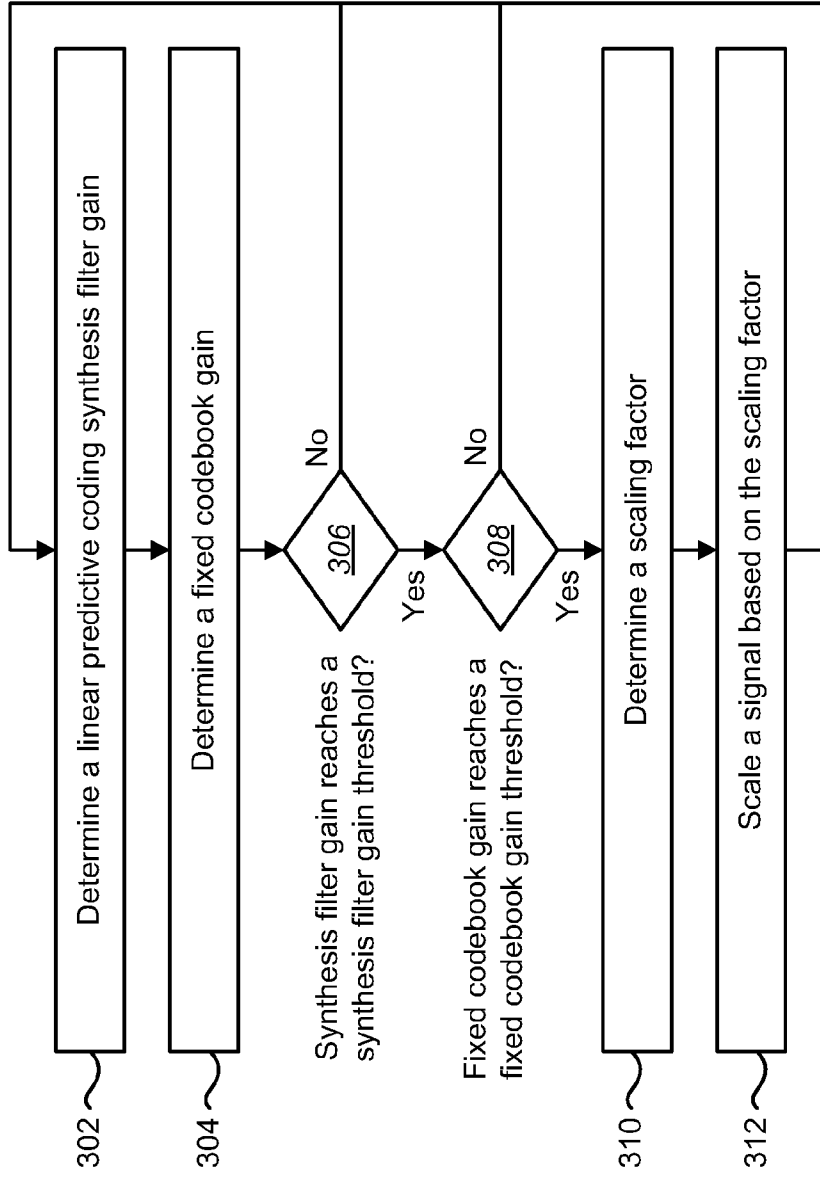 302
Determine a linear predictive coding synthesis filter gain
304
Determine a fixed codebook gain
Synthesis filter gain reaches a
synthesis filter gain threshold?
306
No
Yes
Fixed codebook gain reaches a
fixed codebook gain threshold?
308
No
Yes
310
Determine a scaling factor
312
Scale a signal based on the scaling factor